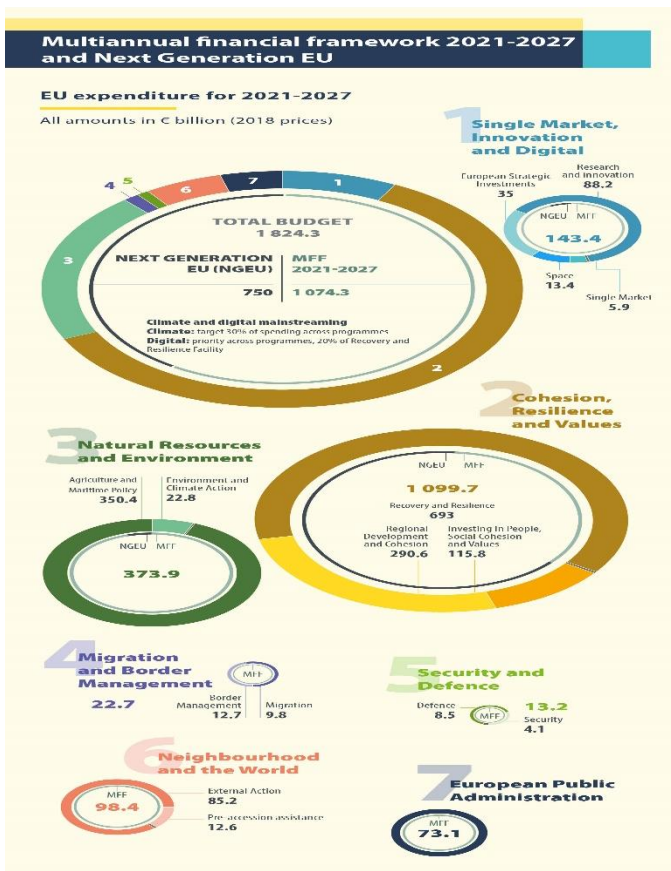 Multiannual financial framework 2021-2027
and Next Generation EU
EU expenditure for 2021-2027
All amounts in € billion (2018 prices)
1
Single Market,
Innovation
and Digital
European Strategic
Investments
35
Research
and innovation
88.2
NGEU MFF
143.4
Space
13.4
Single Market
5.9
1
2
3
4
5
6
7
TOTAL BUDGET
1 824.3
NEXT GENERATION
EU (NGEU)
750
MFF
2021-2027
1 074.3
Climate and digital mainstreaming
Climate: target 30% of spending across programmes
Digital: priority across programmes, 20% of Recovery and
Resilience Facility
2
Cohesion,
Resilience
and Values
NGEU MFF
1 099.7
Recovery and Resilience
693
Regional
Development
and Cohesion
290.6
Investing in People,
Social Cohesion
and Values
115.8
3
Natural Resources
and Environment
Agriculture and
Maritime Policy
350.4
Environment and
Climate Action
22.8
NGEU MFF
373.9
4
Migration
and Border
Management
22.7
MFF
Border
Management
12.7
Migration
9.8
5
Security and
Defence
13.2
Defence
8.5
MFF
Security
4.1
6
Neighbourhood
and the World
MFF
98.4
External Action
85.2
Pre-accession assistance
12.6
7
European Public
Administration
MFF
73.1